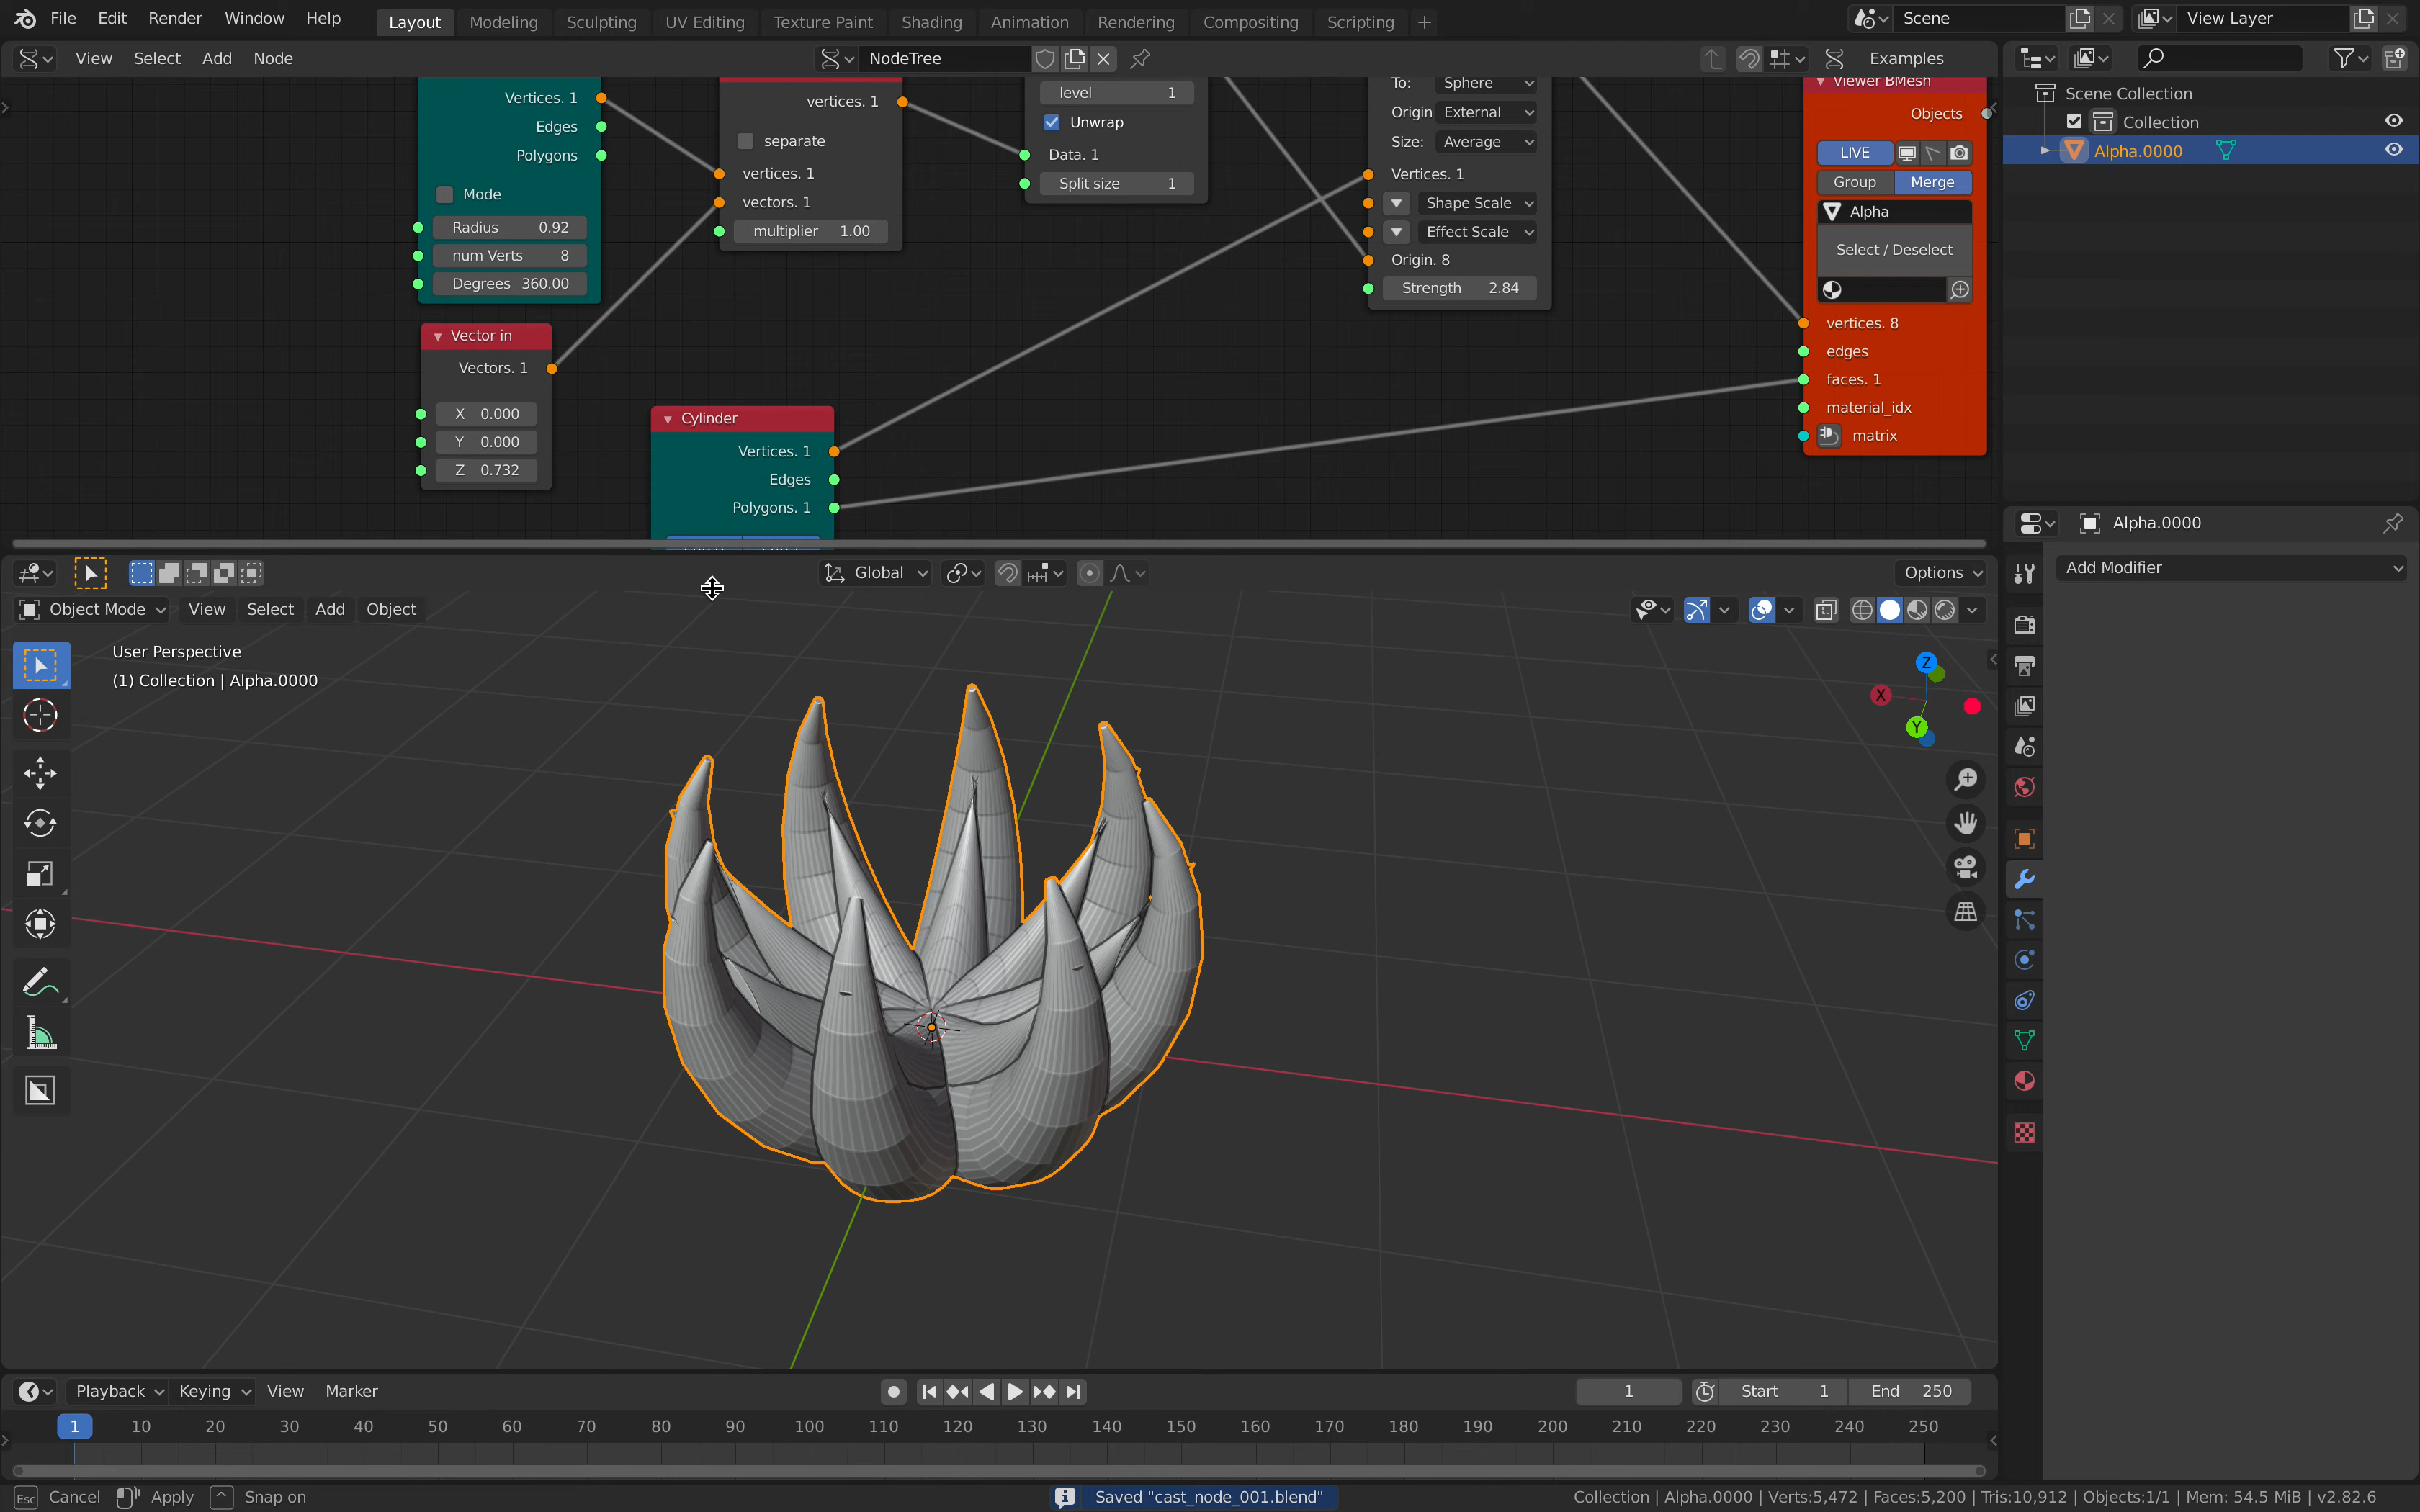 File Edit Render Window Help Layout Modeling Sculpting UV Editing Texture Paint Shading Animation Rendering Compositing Scripting + Scene View Layer
View Select Add Node NodeTree Examples
Vertices. 1
Edges
Polygons
Mode
Radius 0.92
num Verts 8
Degrees 360.00
Vector in
Vectors. 1
X 0.000
Y 0.000
Z 0.732
vertices. 1
separate
vertices. 1
vectors. 1
multiplier 1.00
Cylinder
Vertices. 1
Edges
Polygons. 1
level 1
Unwrap
Data. 1
Split size 1
To: Sphere
Origin External
Size: Average
Vertices. 1
Shape Scale
Effect Scale
Origin. 8
Strength 2.84
Viewer BMesh
Objects
LIVE
Group Merge
Alpha
Select / Deselect
vertices. 8
edges
faces. 1
material_idx
matrix
Scene Collection
Collection
Alpha.0000
Alpha.0000
Add Modifier
Global Options
Object Mode View Select Add Object
User Perspective
(1) Collection | Alpha.0000
Z
X
Y
Playback Keying View Marker 1 Start 1 End 250
1 10 20 30 40 50 60 70 80 90 100 110 120 130 140 150 160 170 180 190 200 210 220 230 240 250
Esc Cancel Apply Snap on Saved "cast_node_001.blend" Collection | Alpha.0000 | Verts:5,472 | Faces:5,200 | Tris:10,912 | Objects:1/1 | Mem: 54.5 MiB | v2.82.6